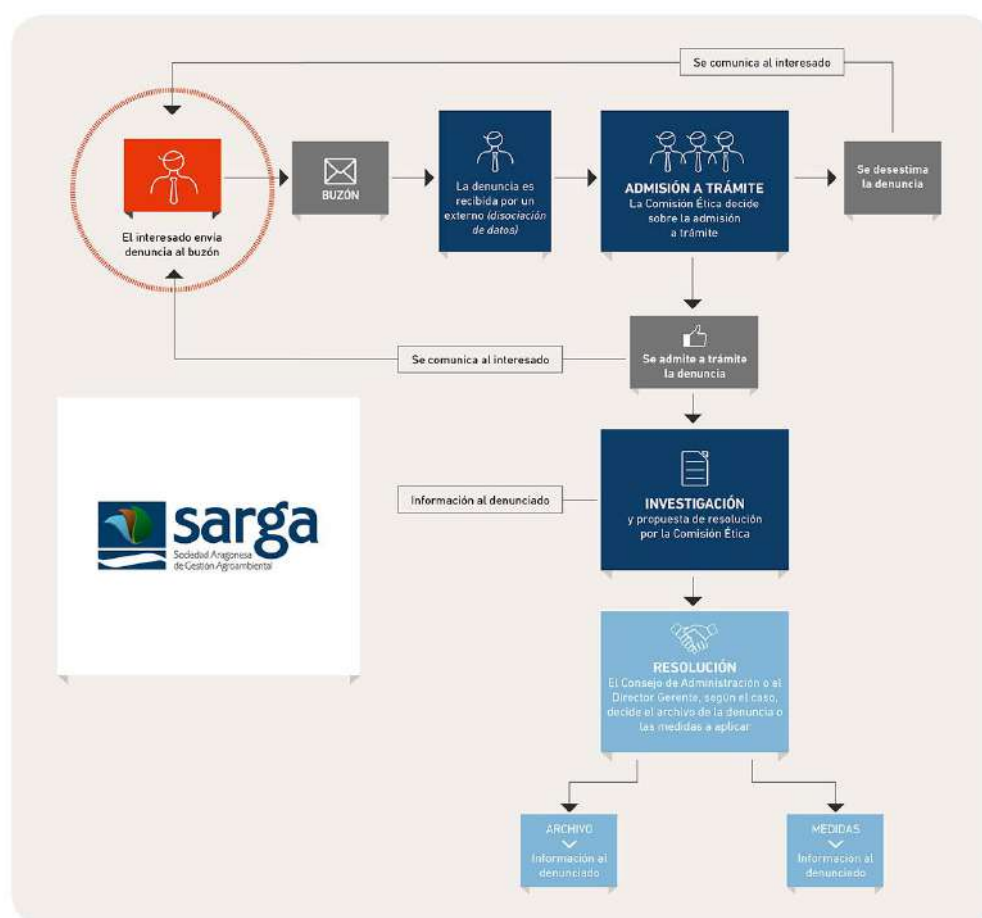 Se comunica al interesado
El interesado envía
denuncia al buzón
BUZÓN
La denuncia es
recibida por un
externo (disociación
de datos)
ADMISIÓN A TRÁMITE
La Comisión Ética decide
sobre la admisión
a trámite
Se desestima
la denuncia
Se comunica al interesado
Se admite a trámite
la denuncia
Información al denunciado
INVESTIGACIÓN
y propuesta de resolución
por la Comisión Ética
sarga
Sociedad Aragonesa
de Gestión Agroambiental
RESOLUCIÓN
El Consejo de Administración o el
Director Gerente, según el caso,
decide el archivo de la denuncia o
las medidas a aplicar
ARCHIVO
Información al
denunciado
MEDIDAS
Información al
denunciado